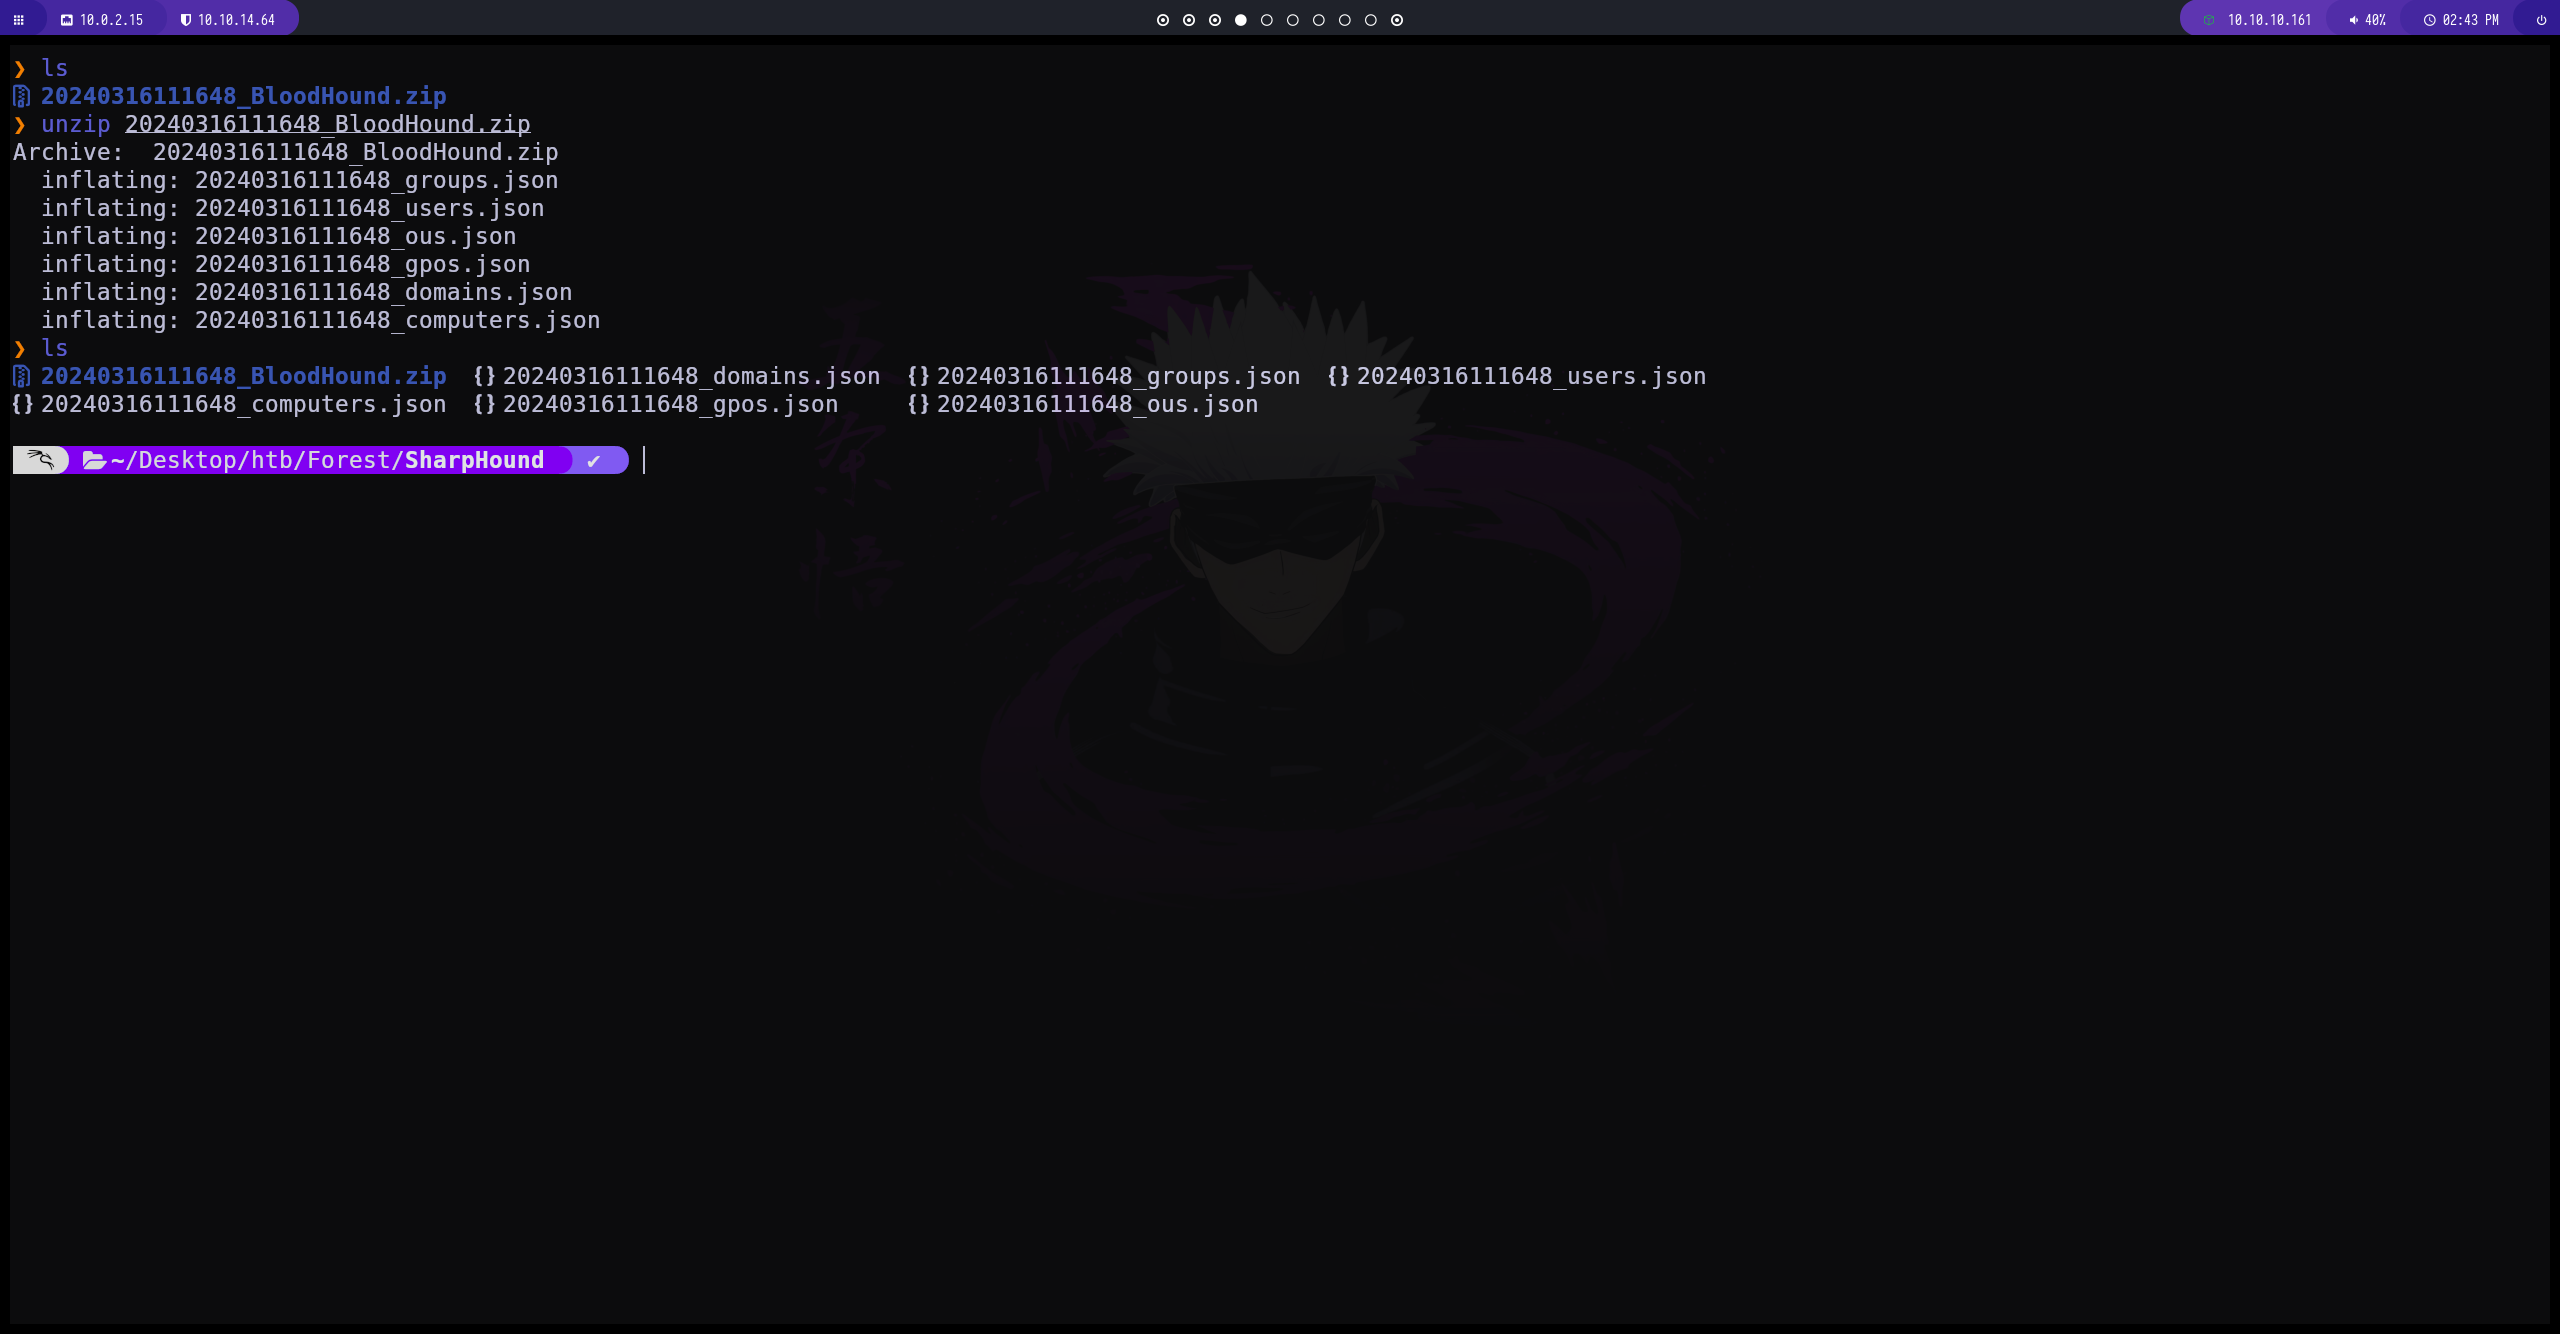 10.0.2.15 10.10.14.64 10.10.10.161 40% 02:43 PM
❯ ls
20240316111648_BloodHound.zip
❯ unzip 20240316111648_BloodHound.zip
Archive:  20240316111648_BloodHound.zip
  inflating: 20240316111648_groups.json
  inflating: 20240316111648_users.json
  inflating: 20240316111648_ous.json
  inflating: 20240316111648_gpos.json
  inflating: 20240316111648_domains.json
  inflating: 20240316111648_computers.json
❯ ls
20240316111648_BloodHound.zip  {} 20240316111648_domains.json  {} 20240316111648_groups.json  {} 20240316111648_users.json
{} 20240316111648_computers.json  {} 20240316111648_gpos.json  {} 20240316111648_ous.json
~/Desktop/htb/Forest/SharpHound ✔
五
条
悟